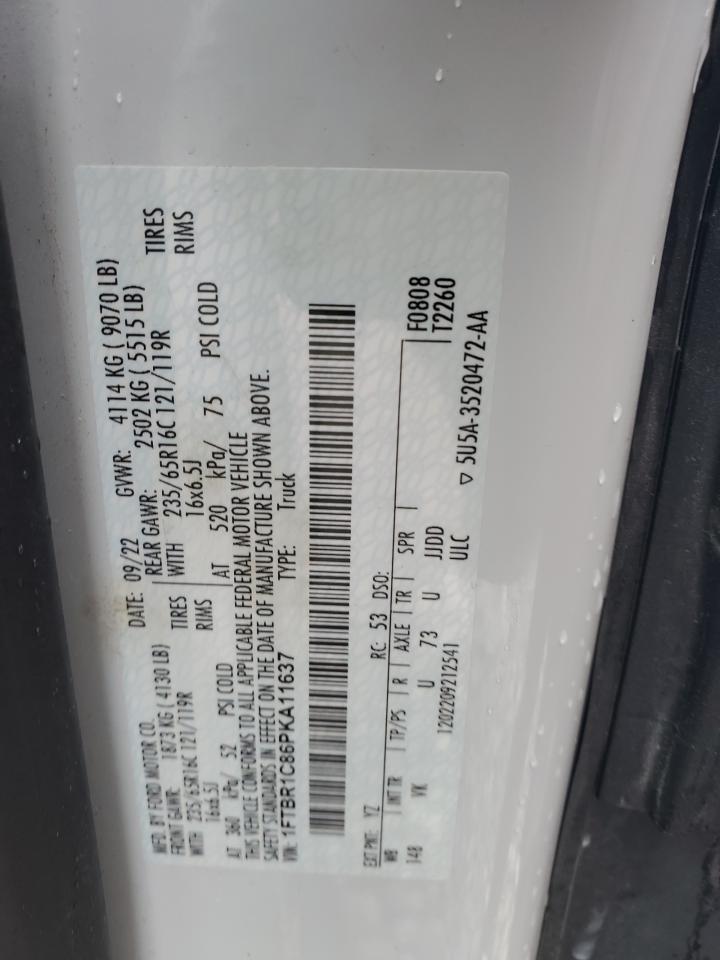 MFD. BY FORD MOTOR CO.
DATE: 09/22 GVWR: 4114 KG ( 9070 LB)
FRONT GAWR: 1873 KG ( 4130 LB) REAR GAWR: 2502 KG ( 5515 LB)
WITH 235/65R16C 121/119R TIRES WITH 235/65R16C 121/119R TIRES
16x6.5J RIMS 16x6.5J RIMS
AT 360 kPa/ 52 PSI COLD AT 520 kPa/ 75 PSI COLD
THIS VEHICLE CONFORMS TO ALL APPLICABLE FEDERAL MOTOR VEHICLE
SAFETY STANDARDS IN EFFECT ON THE DATE OF MANUFACTURE SHOWN ABOVE.
VIN: 1FTBR1C86PKA11637 TYPE: Truck
EXT PNT: YZ RC: 53 DSO:
WB INT TR TP/PS R AXLE TR SPR F0808
148 VK U 73 U JJDD T2260
1202209212541 ULC
▽ 5U5A-3520472-AA